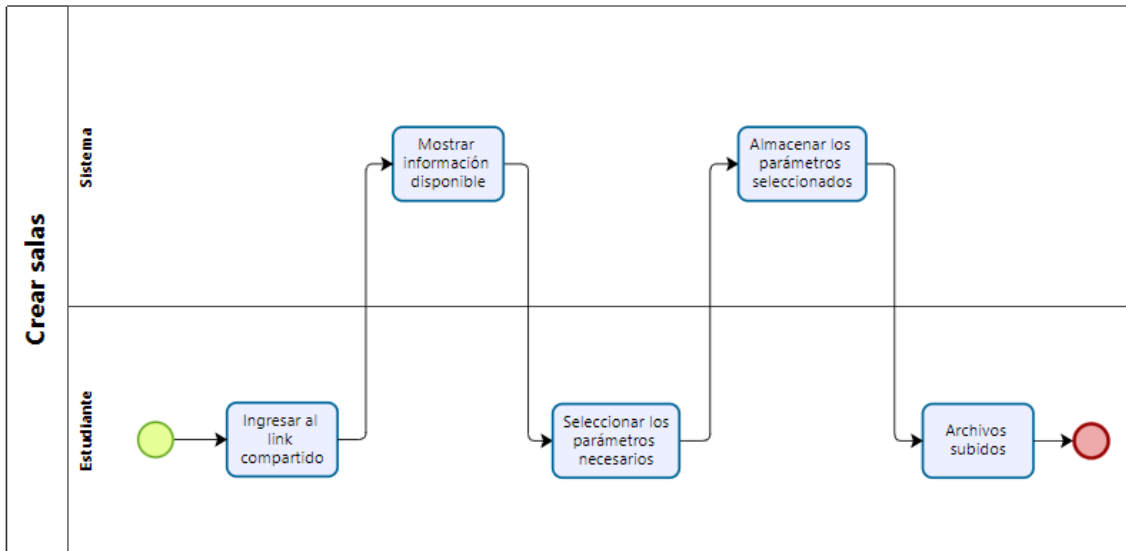 Crear salas
Sistema
Mostrar
información
disponible
Almacenar los
parámetros
seleccionados
Estudiante
Ingresar al
link
compartido
Seleccionar los
parámetros
necesarios
Archivos
subidos